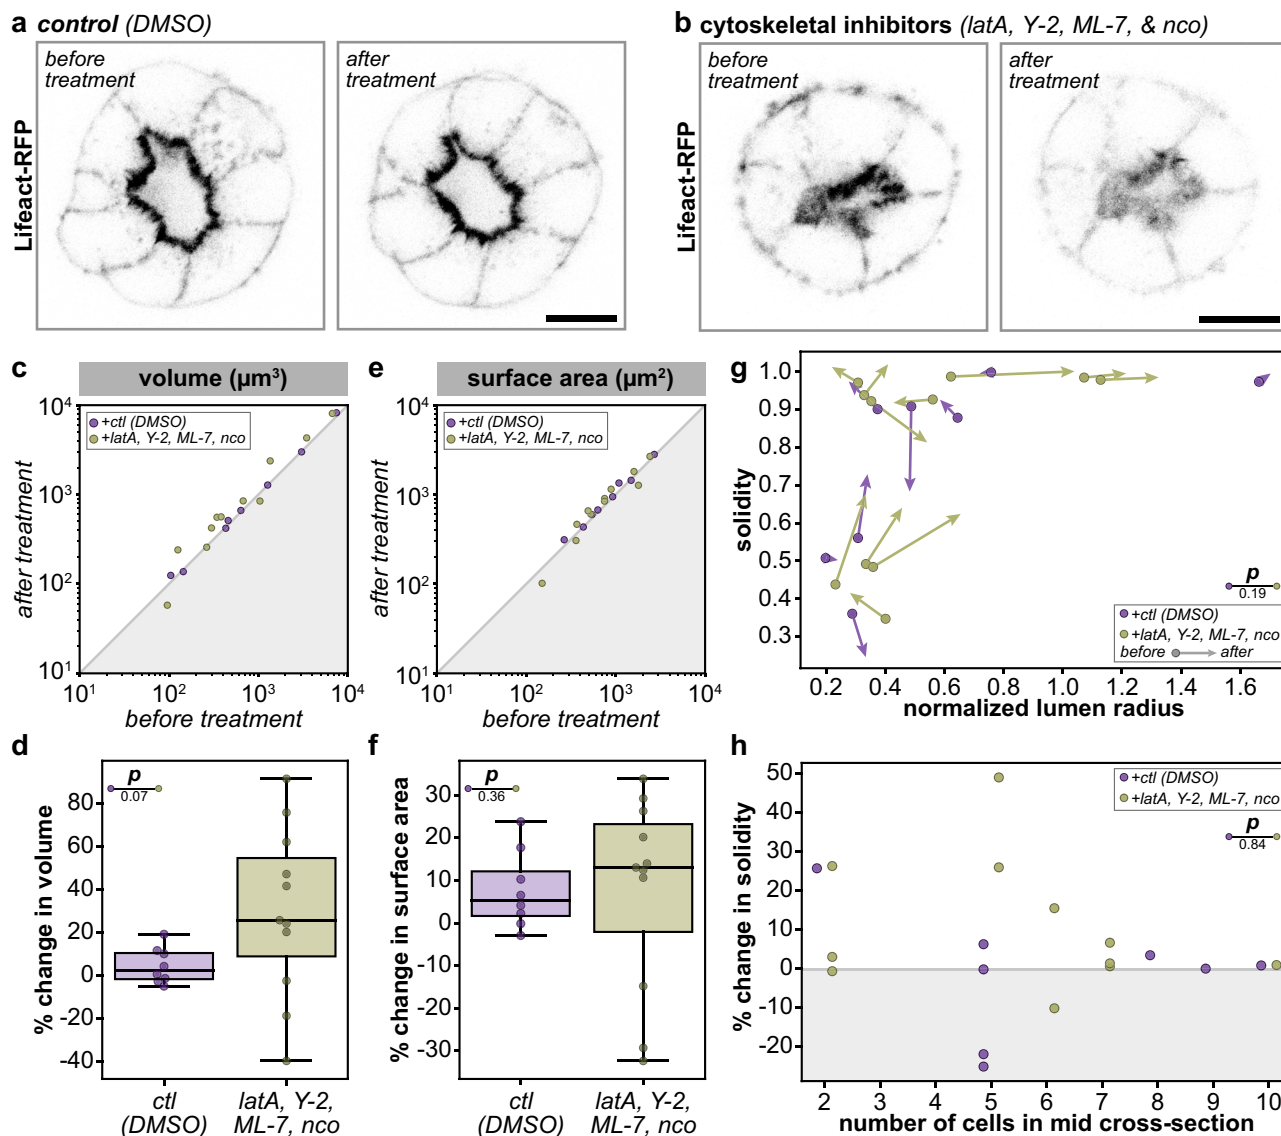 a control (DMSO)
before treatment
after treatment
Lifeact-RFP
b cytoskeletal inhibitors (latA, Y-2, ML-7, & nco)
before treatment
after treatment
Lifeact-RFP
c volume (µm³)
+ctl (DMSO)
+latA, Y-2, ML-7, nco
after treatment
10⁴
10³
10²
10¹
10¹ 10² 10³ 10⁴
before treatment
e surface area (µm²)
+ctl (DMSO)
+latA, Y-2, ML-7, nco
after treatment
10⁴
10³
10²
10¹
10¹ 10² 10³ 10⁴
before treatment
g
solidity
1.0
0.9
0.8
0.7
0.6
0.5
0.4
0.3
p
0.19
+ctl (DMSO)
+latA, Y-2, ML-7, nco
before after
0.2 0.4 0.6 0.8 1.0 1.2 1.4 1.6
normalized lumen radius
d
% change in volume
p
0.07
80
60
40
20
0
-20
-40
ctl (DMSO)
latA, Y-2, ML-7, nco
f
% change in surface area
p
0.36
30
20
10
0
-10
-20
-30
ctl (DMSO)
latA, Y-2, ML-7, nco
h
% change in solidity
50
40
30
20
10
0
-10
-20
+ctl (DMSO)
+latA, Y-2, ML-7, nco
p
0.84
2 3 4 5 6 7 8 9 10
number of cells in mid cross-section